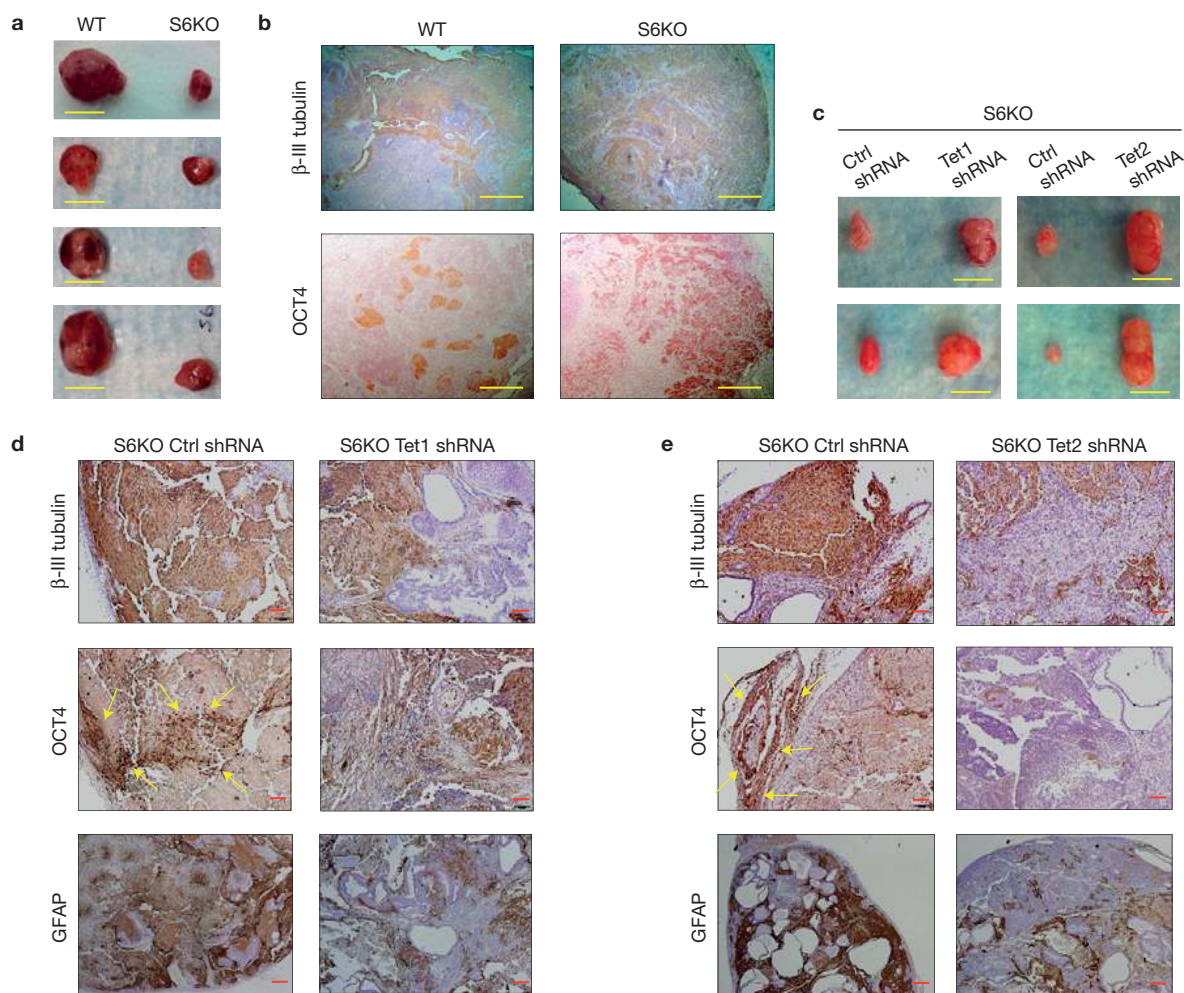 a
WT S6KO
b
WT S6KO
β-III tubulin
OCT4
c
S6KO
Ctrl shRNA
Tet1 shRNA
Ctrl shRNA
Tet2 shRNA
d
S6KO Ctrl shRNA S6KO Tet1 shRNA
β-III tubulin
OCT4
GFAP
e
S6KO Ctrl shRNA S6KO Tet2 shRNA
β-III tubulin
OCT4
GFAP